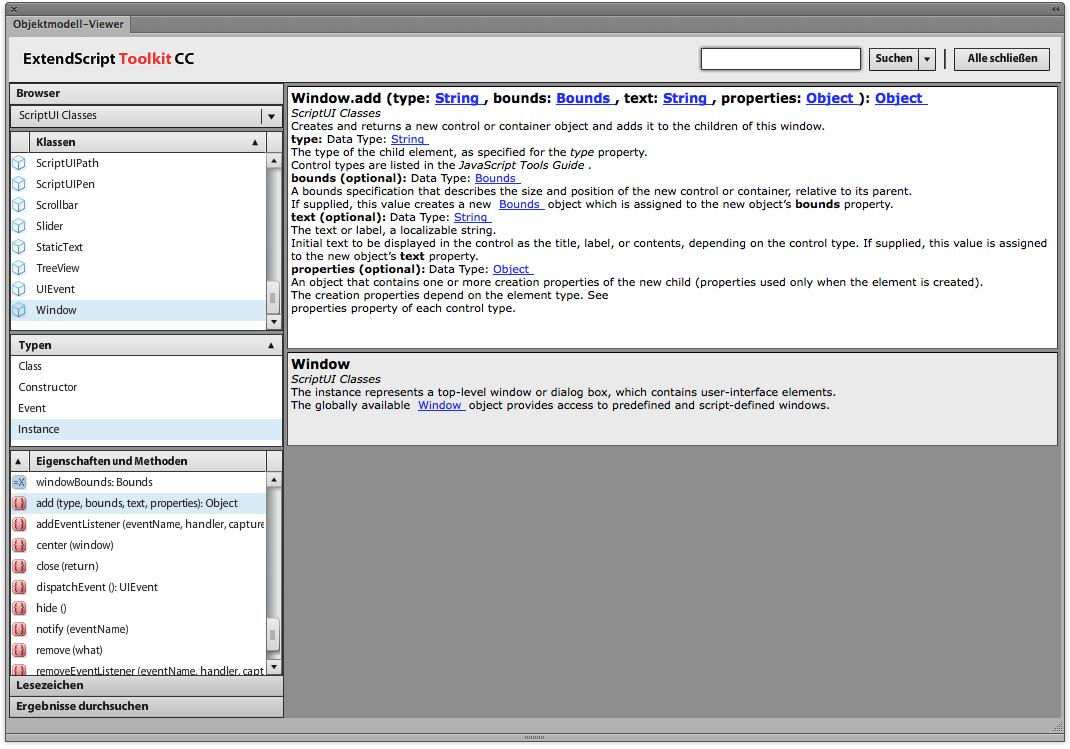 Objektmodell-Viewer
ExtendScript Toolkit CC
Suchen
Alle schließen
Browser
ScriptUI Classes
Klassen
ScriptUIPath
ScriptUIPen
Scrollbar
Slider
StaticText
TreeView
UIEvent
Window
Typen
Class
Constructor
Event
Instance
Eigenschaften und Methoden
windowBounds: Bounds
add (type, bounds, text, properties): Object
addEventListener (eventName, handler, capture
center (window)
close (return)
dispatchEvent (): UIEvent
hide ()
notify (eventName)
remove (what)
removeEventListener (eventName, handler, capt
Lesezeichen
Ergebnisse durchsuchen
Window.add (type: String , bounds: Bounds , text: String , properties: Object ): Object
ScriptUI Classes
Creates and returns a new control or container object and adds it to the children of this window.
type: Data Type: String
The type of the child element, as specified for the type property.
Control types are listed in the JavaScript Tools Guide .
bounds (optional): Data Type: Bounds
A bounds specification that describes the size and position of the new control or container, relative to its parent.
If supplied, this value creates a new Bounds object which is assigned to the new object's bounds property.
text (optional): Data Type: String
The text or label, a localizable string.
Initial text to be displayed in the control as the title, label, or contents, depending on the control type. If supplied, this value is assigned
to the new object's text property.
properties (optional): Data Type: Object
An object that contains one or more creation properties of the new child (properties used only when the element is created).
The creation properties depend on the element type. See
properties property of each control type.
Window
ScriptUI Classes
The instance represents a top-level window or dialog box, which contains user-interface elements.
The globally available Window object provides access to predefined and script-defined windows.